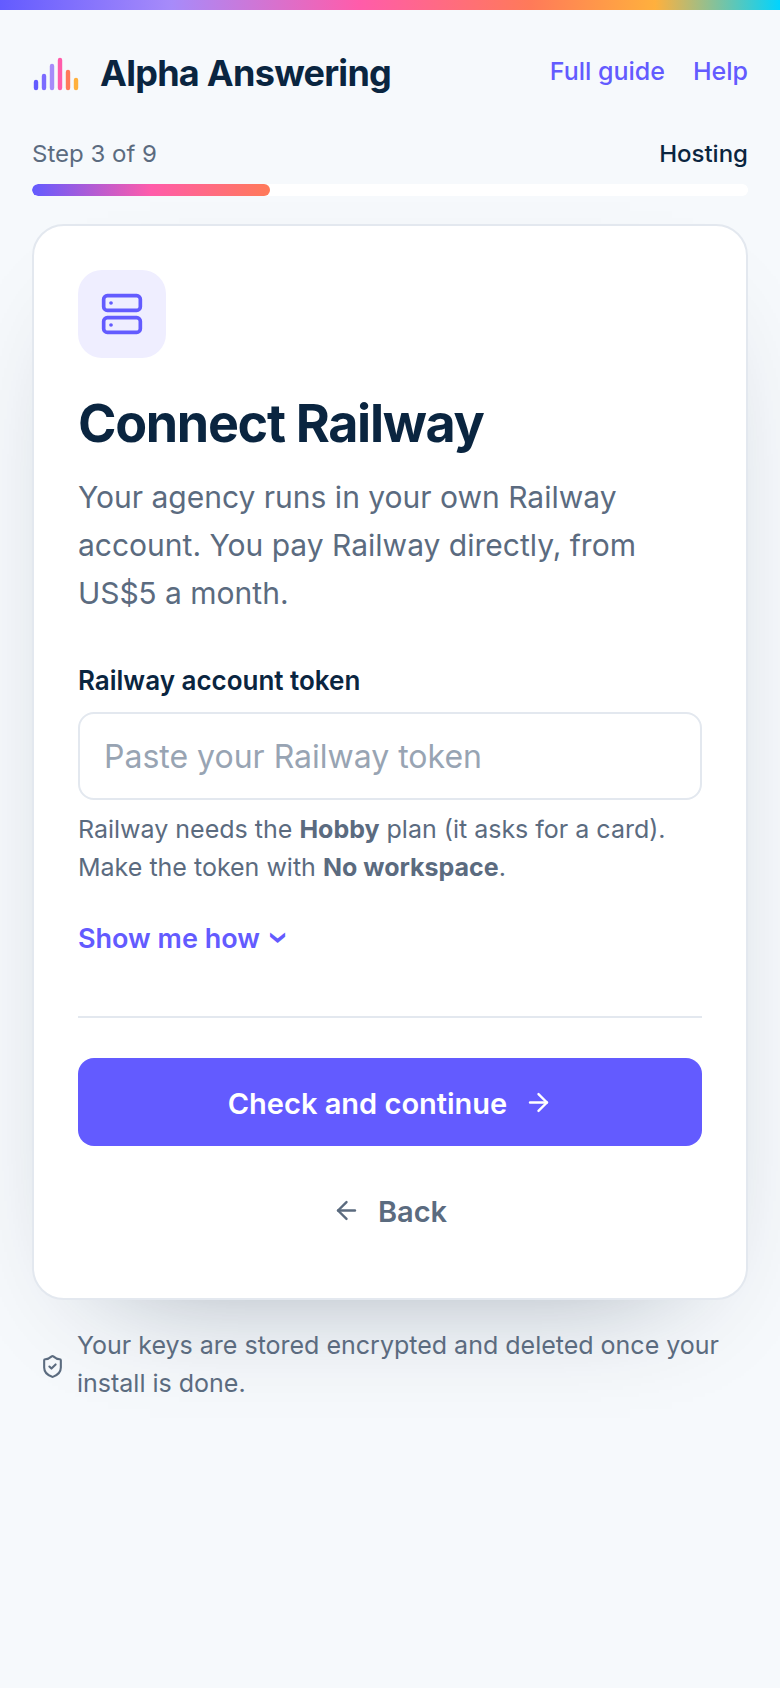 Alpha Answering
Full guide
Help
Step 3 of 9
Hosting
Connect Railway
Your agency runs in your own Railway
account. You pay Railway directly, from
US$5 a month.
Railway account token
Paste your Railway token
Railway needs the Hobby plan (it asks for a card).
Make the token with No workspace.
Show me how
Check and continue
Back
Your keys are stored encrypted and deleted once your
install is done.